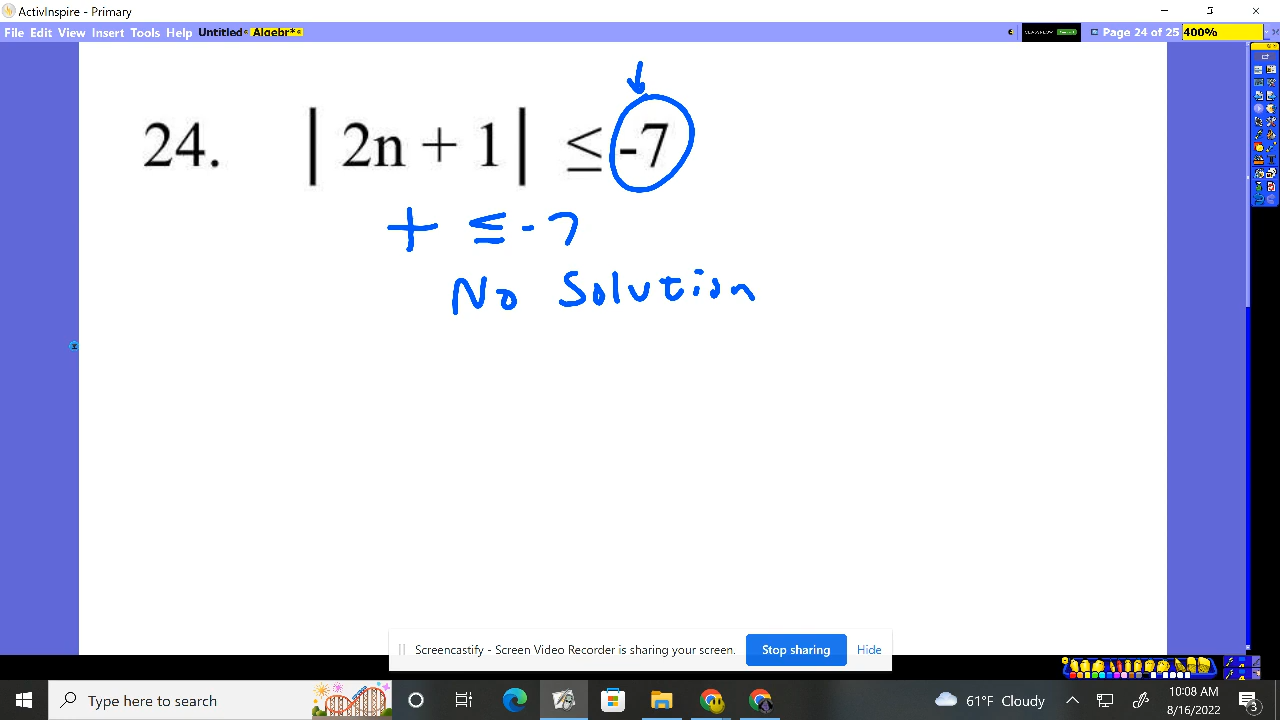 ActivInspire - Primary
File Edit View Insert Tools Help Untitled Algebr*
Page 24 of 25 400%
24. | 2n + 1 | ≤ -7
+ ≤ -7
No Solution
Screencastify - Screen Video Recorder is sharing your screen. Stop sharing Hide
Type here to search
61°F Cloudy
10:08 AM
8/16/2022
3